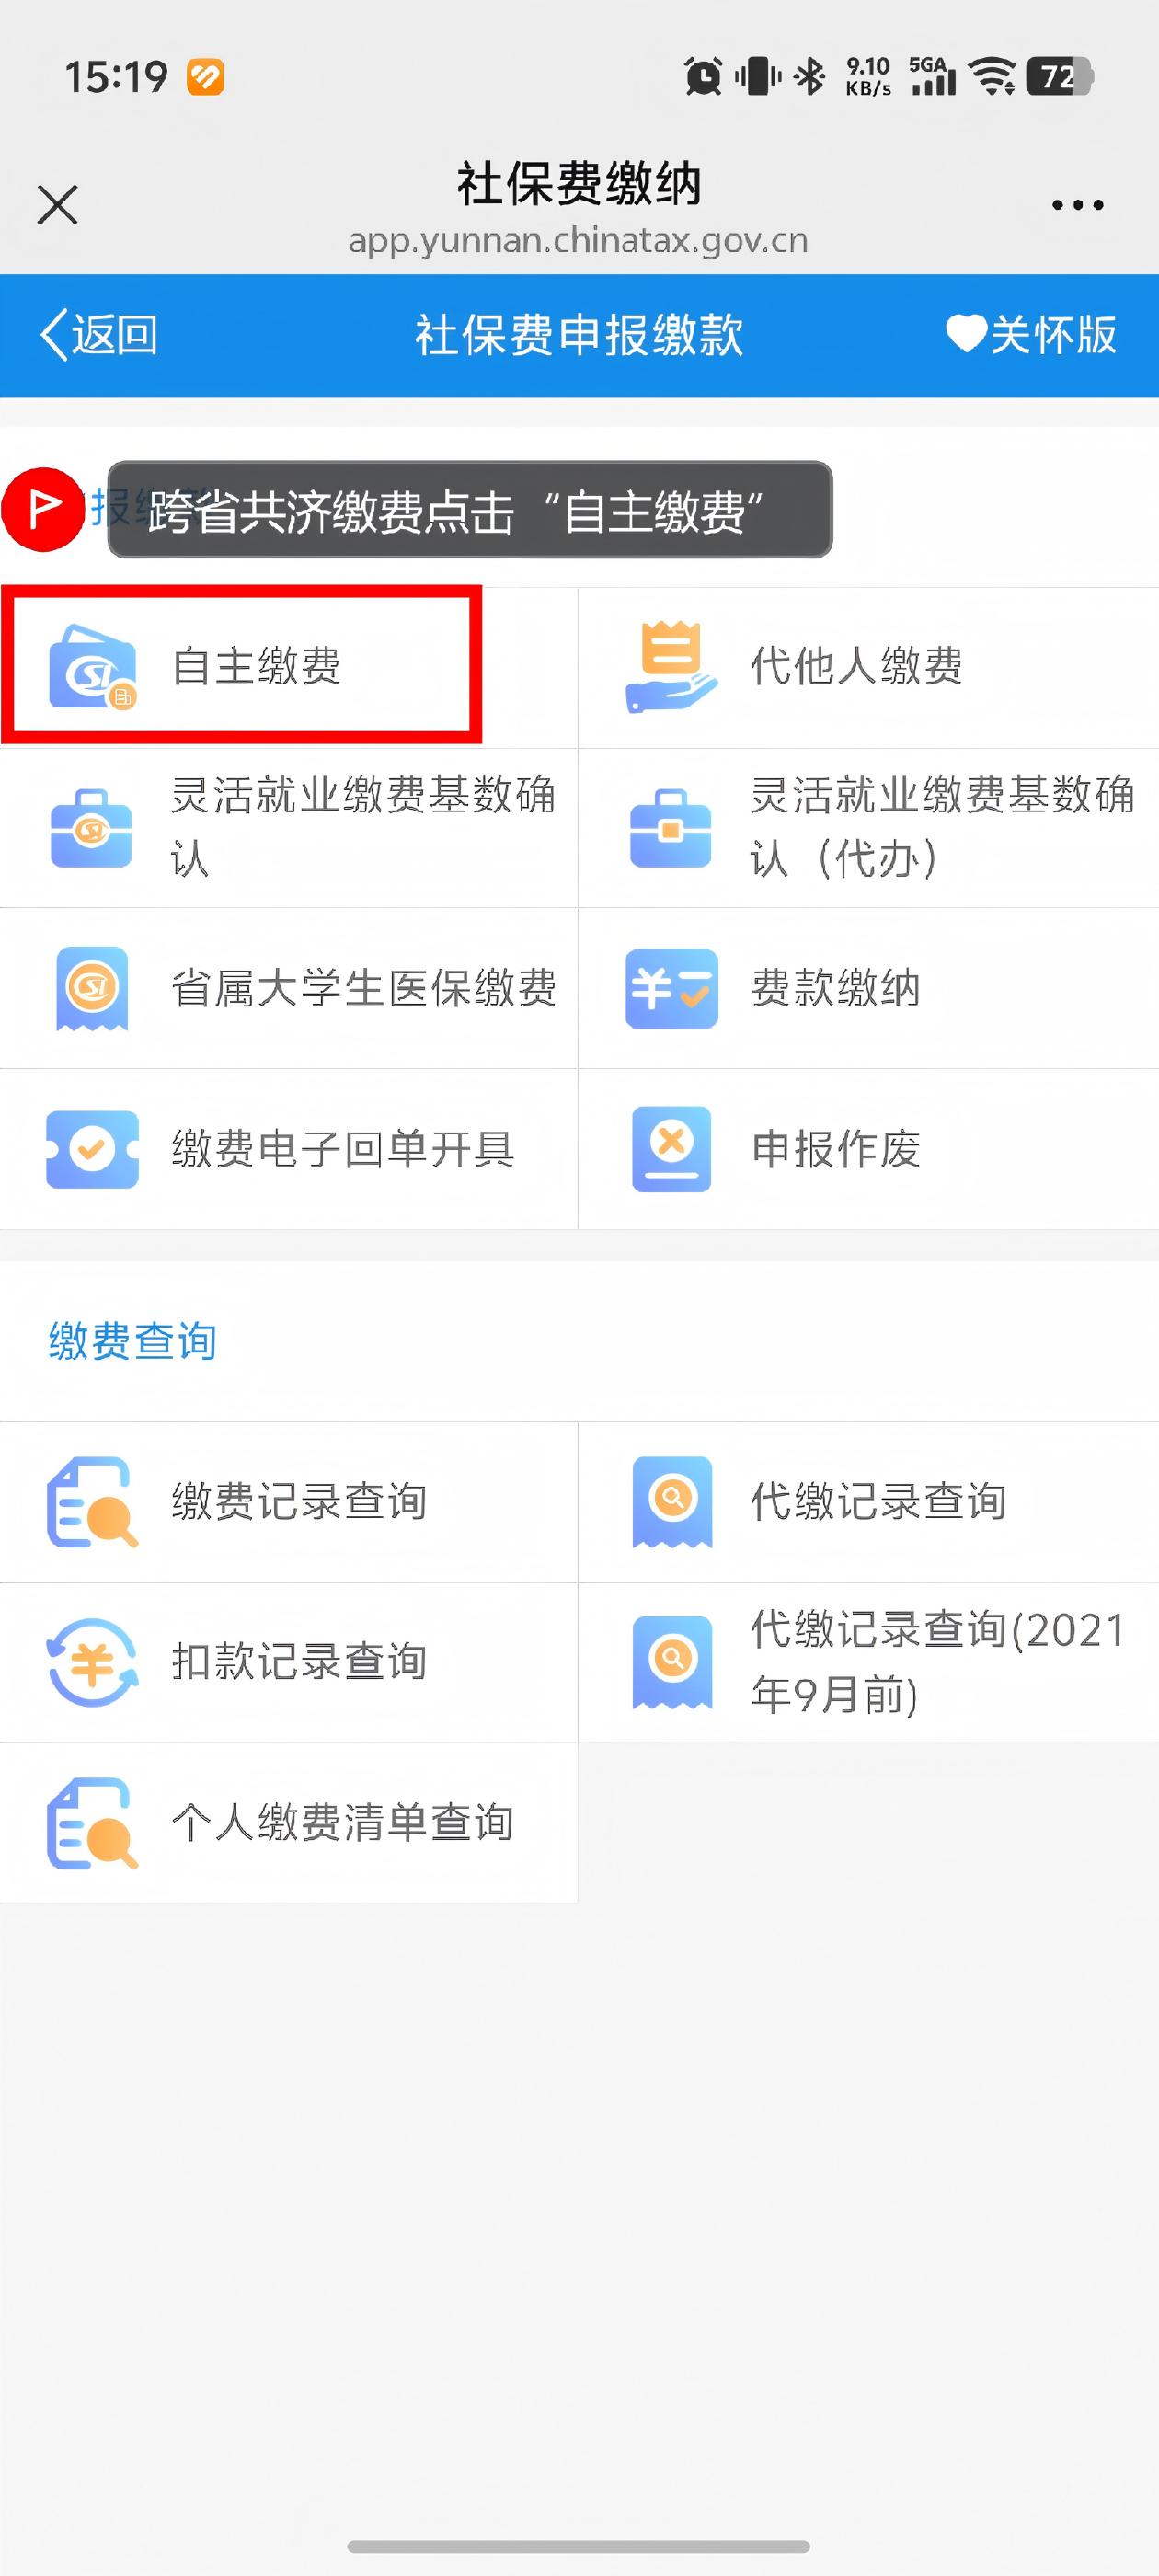 15:19
9.10
KB/s
5GA
72
社保费缴纳
app.yunnan.chinatax.gov.cn
返回
社保费申报缴款
关怀版
跨省共济缴费点击“自主缴费”
自主缴费
代他人缴费
灵活就业缴费基数确
认
灵活就业缴费基数确
认（代办）
省属大学生医保缴费
费款缴纳
缴费电子回单开具
申报作废
缴费查询
缴费记录查询
代缴记录查询
扣款记录查询
代缴记录查询(2021
年9月前)
个人缴费清单查询